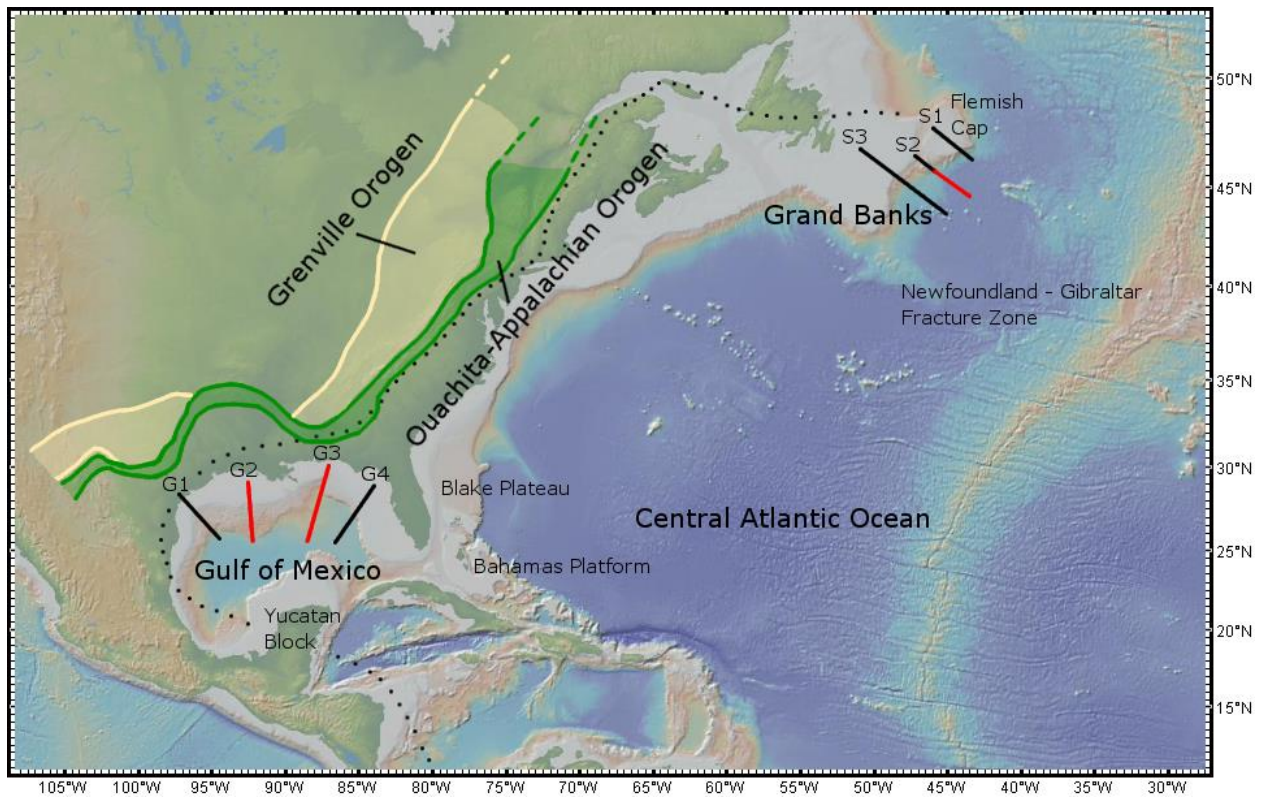 50°N
Flemish
Cap
S1
S2
S3
45°N
Grand Banks
Grenville Orogen
Ouachita-Appalachian Orogen
40°N
Newfoundland - Gibraltar
Fracture Zone
35°N
G1
G2
G3
G4
30°N
Blake Plateau
Central Atlantic Ocean
25°N
Gulf of Mexico
Bahamas Platform
Yucatan
Block
20°N
15°N
105°W 100°W 95°W 90°W 85°W 80°W 75°W 70°W 65°W 60°W 55°W 50°W 45°W 40°W 35°W 30°W